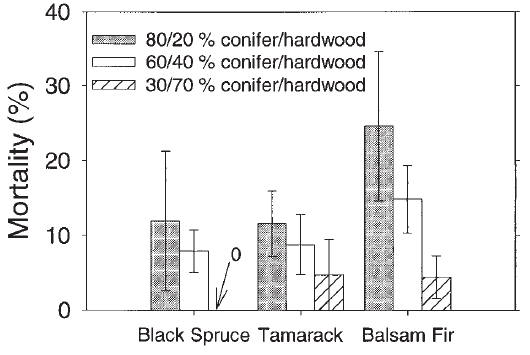 40
30
20
10
0
Mortality (%)
80/20 % conifer/hardwood
60/40 % conifer/hardwood
30/70 % conifer/hardwood
0
Black Spruce Tamarack Balsam Fir